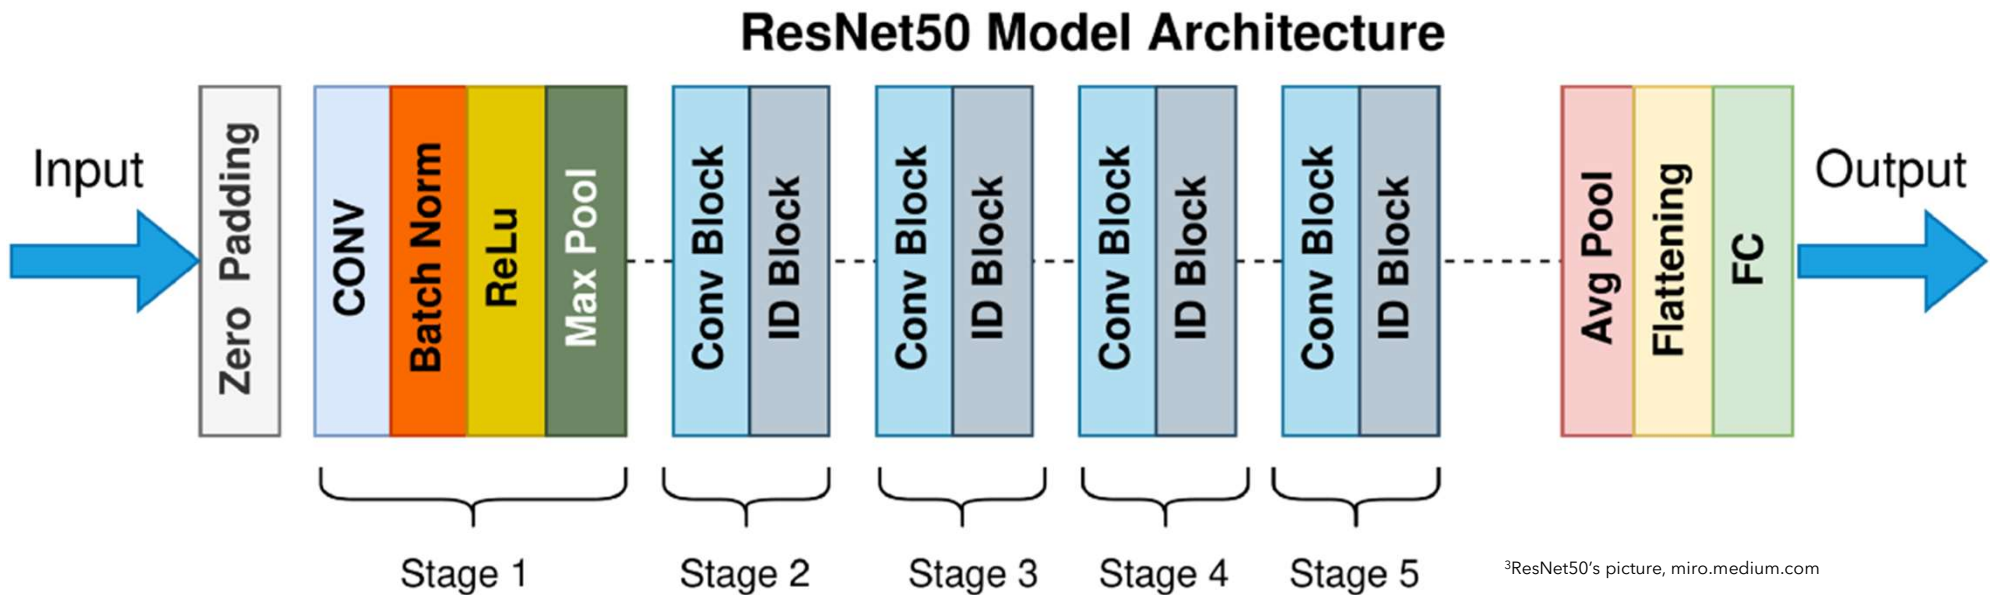 ResNet50 Model Architecture
Input
Zero Padding
CONV
Batch Norm
ReLu
Max Pool
Conv Block
ID Block
Conv Block
ID Block
Conv Block
ID Block
Conv Block
ID Block
Avg Pool
Flattening
FC
Output
Stage 1
Stage 2
Stage 3
Stage 4
Stage 5
³ResNet50's picture, miro.medium.com